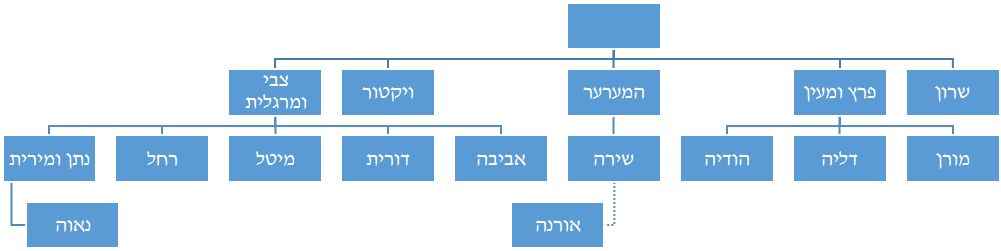 שרון
פרץ ומעין
המערער
ויקטור
צבי
ומרגלית
מורן
דליה
הודיה
שירה
אביבה
דורית
מיטל
רחל
נתן ומירית
אורנה
נאוה